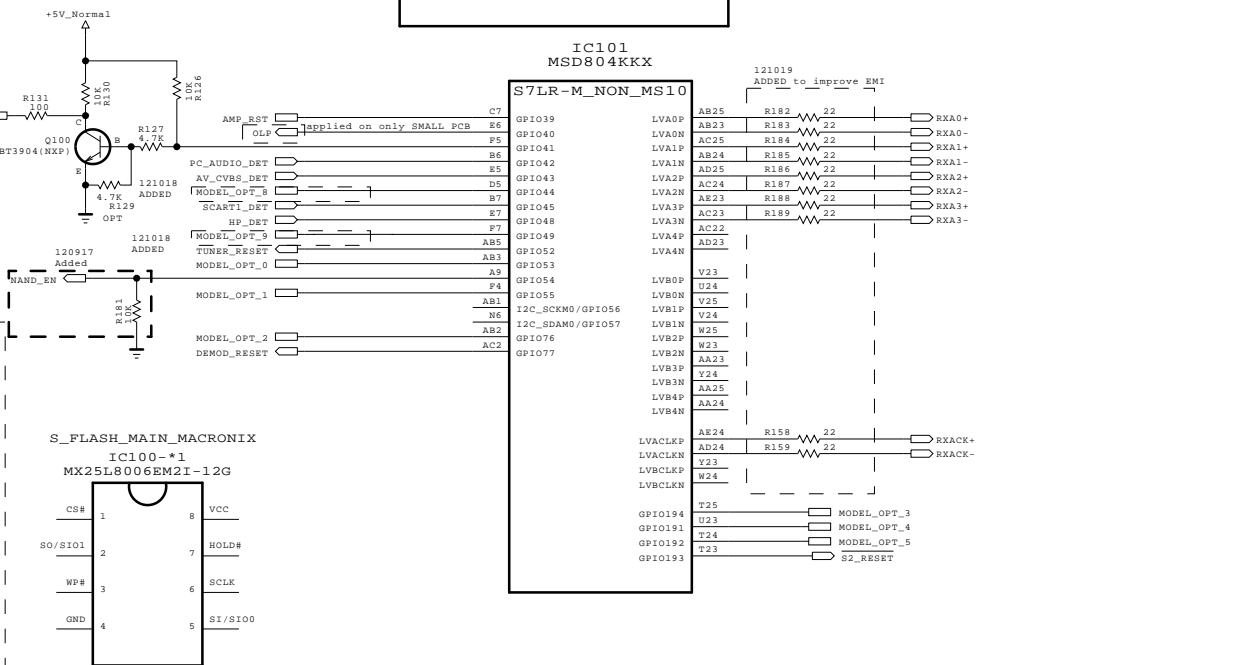 +5V_Normal
R130
10K
R126
10K
R131
100
C
Q100
B
BT3904(NXP)
E
R127
4.7K
4.7K
R129
OPT
121018
ADDED
121018
ADDED
120917
Added
NAND_EN
R181
10K
IC101
MSD804KKX
S7LR-M_NON_MS10
121019
ADDED to improve EMI
AMP_RST C7 GPIO39
OLP applied on only SMALL PCB E6 GPIO40
F5 GPIO41
PC_AUDIO_DET B6 GPIO42
AV_CVBS_DET E5 GPIO43
MODEL_OPT_8 D5 GPIO44
SCART1_DET B7 GPIO45
HP_DET E7 GPIO48
MODEL_OPT_9 F7 GPIO49
TUNER_RESET AB5 GPIO52
MODEL_OPT_0 AB3 GPIO53
A9 GPIO54
MODEL_OPT_1 F4 GPIO55
AB1 I2C_SCKM0/GPIO56
N6 I2C_SDAM0/GPIO57
MODEL_OPT_2 AB2 GPIO76
DEMOD_RESET AC2 GPIO77
LVA0P AB25 R182 22 RXA0+
LVA0N AB23 R183 22 RXA0-
LVA1P AC25 R184 22 RXA1+
LVA1N AB24 R185 22 RXA1-
LVA2P AD25 R186 22 RXA2+
LVA2N AC24 R187 22 RXA2-
LVA3P AE23 R188 22 RXA3+
LVA3N AC23 R189 22 RXA3-
LVA4P AC22
LVA4N AD23
LVB0P V23
LVB0N U24
LVB1P V25
LVB1N V24
LVB2P W25
LVB2N W23
LVB3P AA23
LVB3N Y24
LVB4P AA25
LVB4N AA24
LVACLKP AE24 R158 22 RXACK+
LVACLKN AD24 R159 22 RXACK-
LVBCLKP Y23
LVBCLKN W24
GPIO194 T25 MODEL_OPT_3
GPIO191 U23 MODEL_OPT_4
GPIO192 T24 MODEL_OPT_5
GPIO193 T23 S2_RESET
S_FLASH_MAIN_MACRONIX
IC100-*1
MX25L8006EM2I-12G
CS# 1 8 VCC
SO/SIO1 2 7 HOLD#
WP# 3 6 SCLK
GND 4 5 SI/SIO0